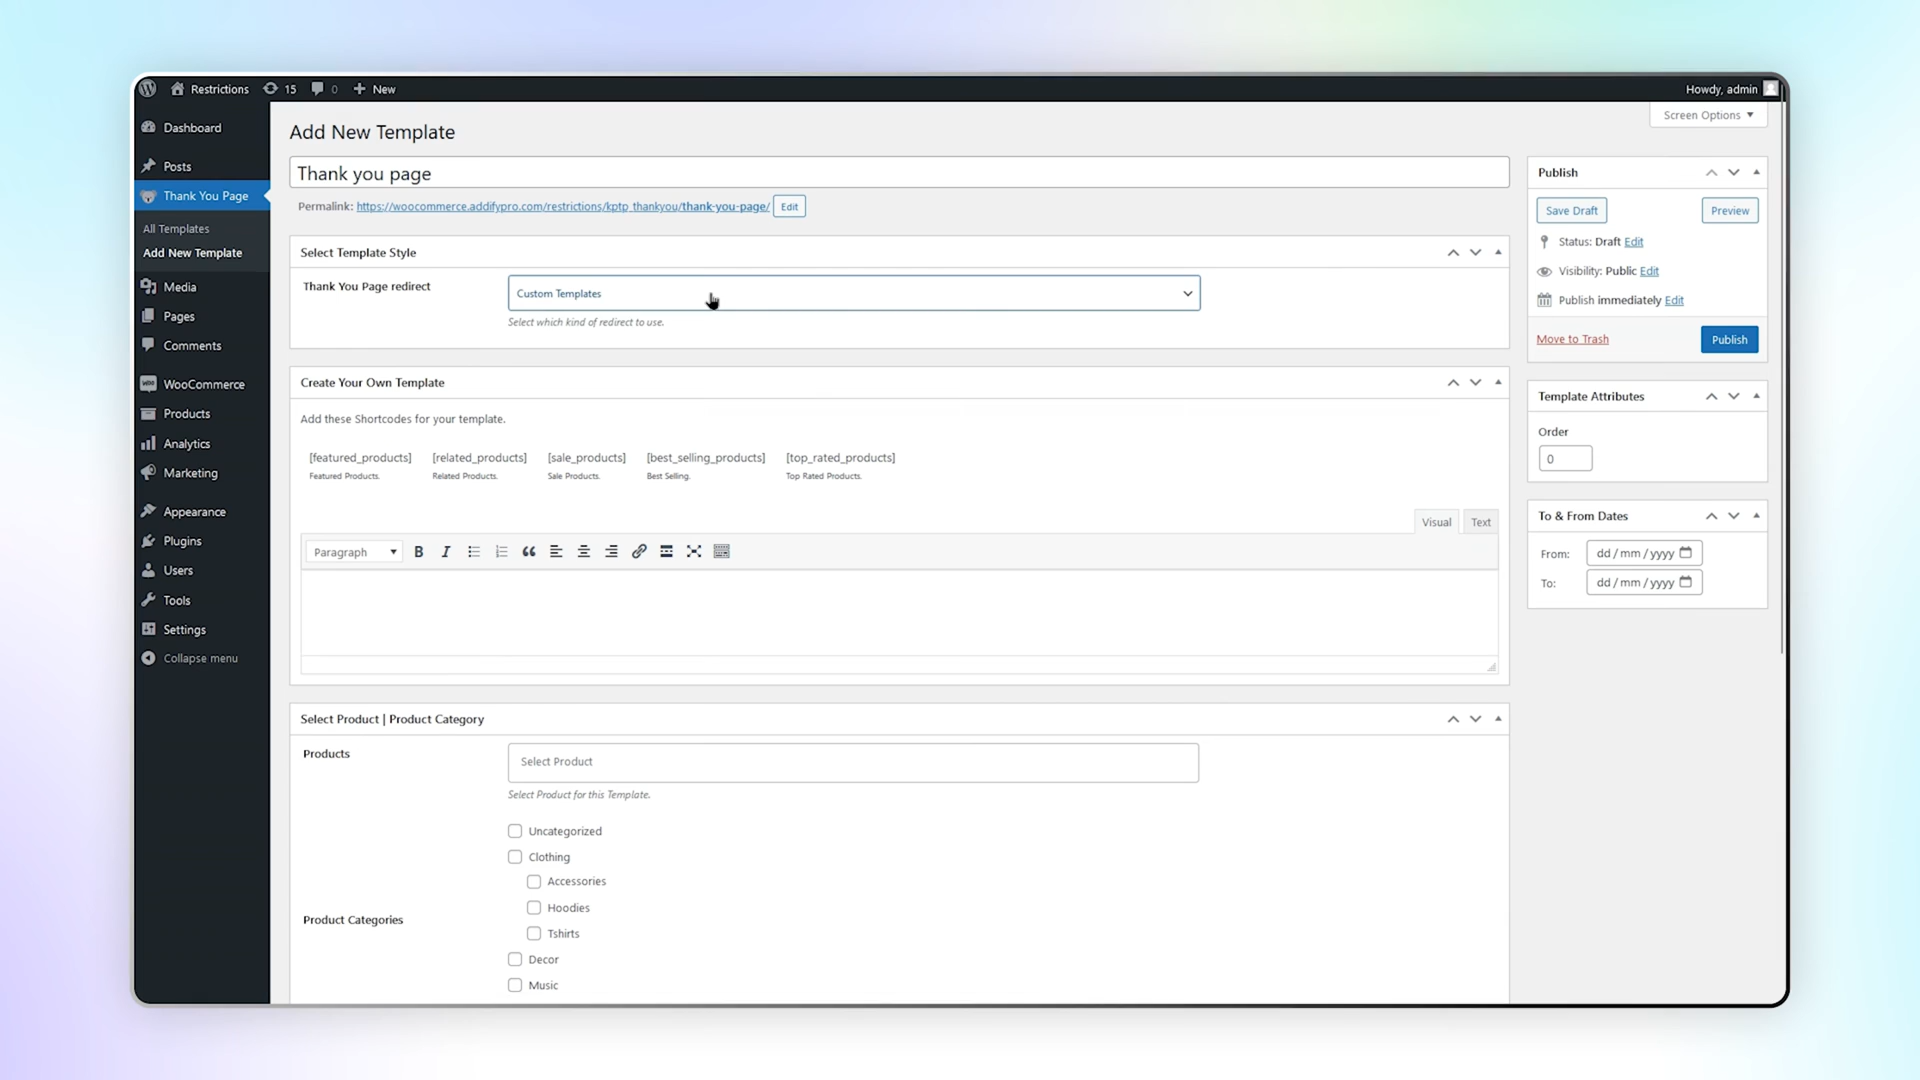 Restrictions 15 0 New Howdy, admin
Screen Options
Dashboard
Posts
Thank You Page
All Templates
Add New Template
Media
Pages
Comments
WooCommerce
Products
Analytics
Marketing
Appearance
Plugins
Users
Tools
Settings
Collapse menu
Add New Template
Thank you page
Permalink: https://woocommerce.addifypro.com/restrictions/kptp_thankyou/thank-you-page/ Edit
Select Template Style
Thank You Page redirect
Custom Templates
Select which kind of redirect to use.
Create Your Own Template
Add these Shortcodes for your template.
[featured_products] [related_products] [sale_products] [best_selling_products] [top_rated_products]
Featured Products. Related Products. Sale Products. Best Selling. Top Rated Products.
Visual Text
Paragraph B I
Select Product | Product Category
Products
Select Product
Select Product for this Template.
Product Categories
Uncategorized
Clothing
Accessories
Hoodies
Tshirts
Decor
Music
Publish
Save Draft Preview
Status: Draft Edit
Visibility: Public Edit
Publish immediately Edit
Move to Trash Publish
Template Attributes
Order
0
To & From Dates
From: dd/mm/yyyy
To: dd/mm/yyyy